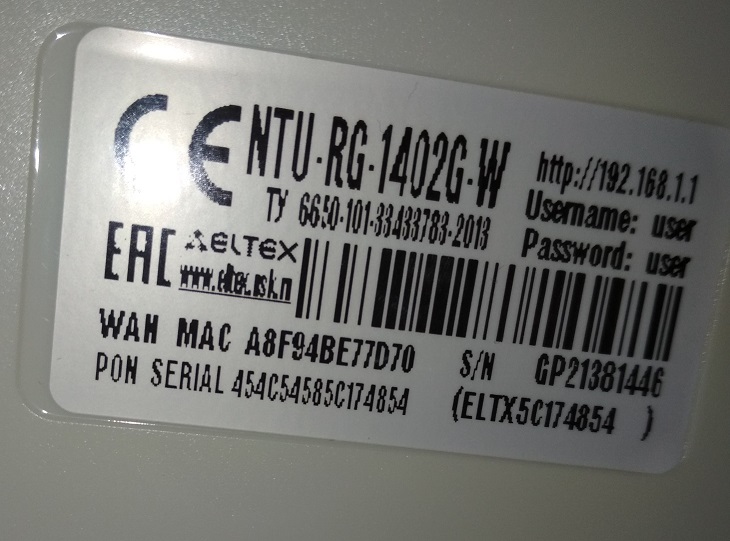 CE NTU-RG-1402G-W
ТУ 6650-101-33433783-2013
http://192.168.1.1
Username: user
Password: user
EAC ELTEX
www.eltex.nsk.ru
WAN MAC A8F94BE77D70 S/N GP21381446
PON SERIAL 454C54585C174854 (ELTX5C174854 )